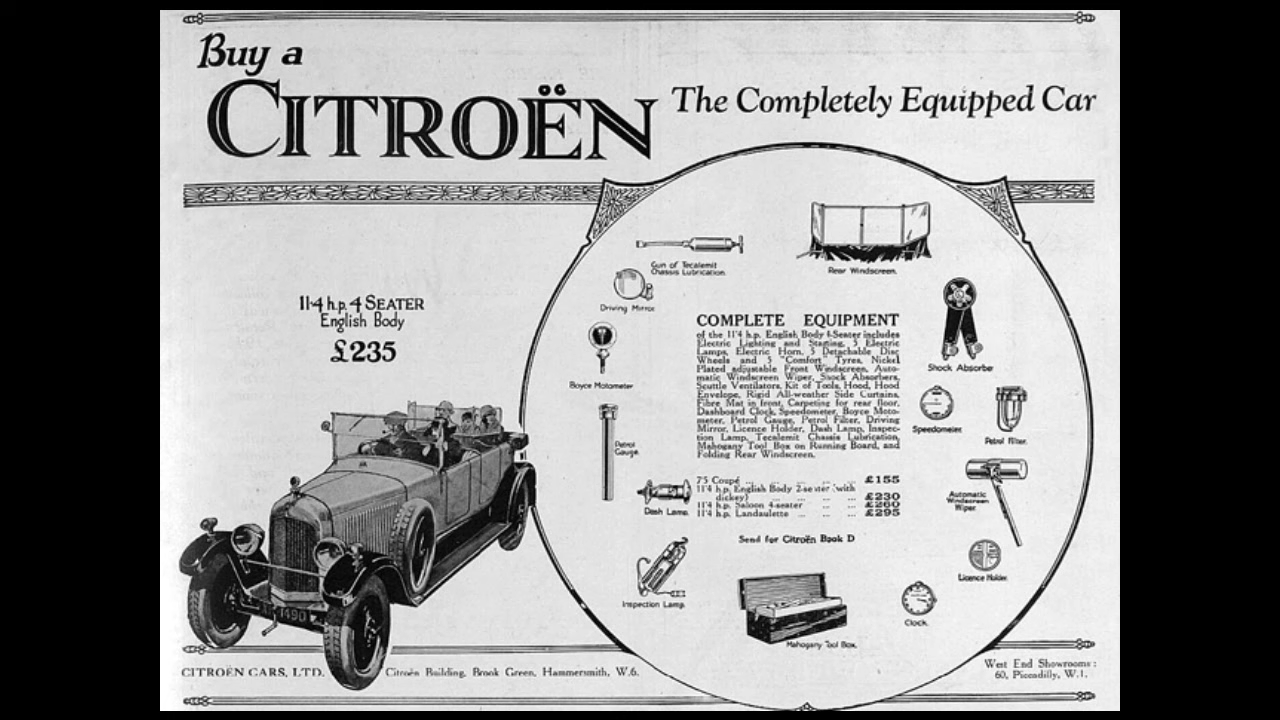 Buy a
CITROËN
The Completely Equipped Car
11·4 h.p. 4 SEATER
English Body
£235
Gun of Tecalemit
Chassis Lubrication.
Rear Windscreen.
Driving Mirror.
Boyce Motometer
Petrol
Gauge.
Dash Lamp.
Inspection Lamp.
COMPLETE EQUIPMENT
of the 11'4 h.p. English Body 4-Seater includes
Electric Lighting and Starting, 5 Electric
Lamps, Electric Horn, 5 Detachable Disc
Wheels and 5 "Comfort" Tyres, Nickel
Plated adjustable Front Windscreen, Auto-
matic Windscreen Wiper, Shock Absorbers,
Scuttle Ventilators, Kit of Tools, Hood, Hood
Envelope, Rigid All-weather Side Curtains,
Fibre Mat in front, Carpeting for rear floor,
Dashboard Clock, Speedometer, Boyce Moto-
meter, Petrol Gauge, Petrol Filter, Driving
Mirror, Licence Holder, Dash Lamp, Inspec-
tion Lamp, Tecalemit Chassis Lubrication,
Mahogany Tool Box on Running Board, and
Folding Rear Windscreen.
7'5 Coupé ... ... ... ... £155
11'4 h.p. English Body 2-seater (with
dickey) ... ... ... ... £230
11'4 h.p. Saloon 4-seater ... ... £260
11'4 h.p. Landaulette ... ... ... £295
Send for Citroën Book D
Shock Absorber
Speedometer.
Petrol Filter.
Automatic
Windscreen
Wiper.
Licence Holder.
Clock.
Mahogany Tool Box.
1490
CITROËN CARS, LTD. Citroën Building, Brook Green, Hammersmith, W.6.
West End Showrooms:
60, Piccadilly, W.1.